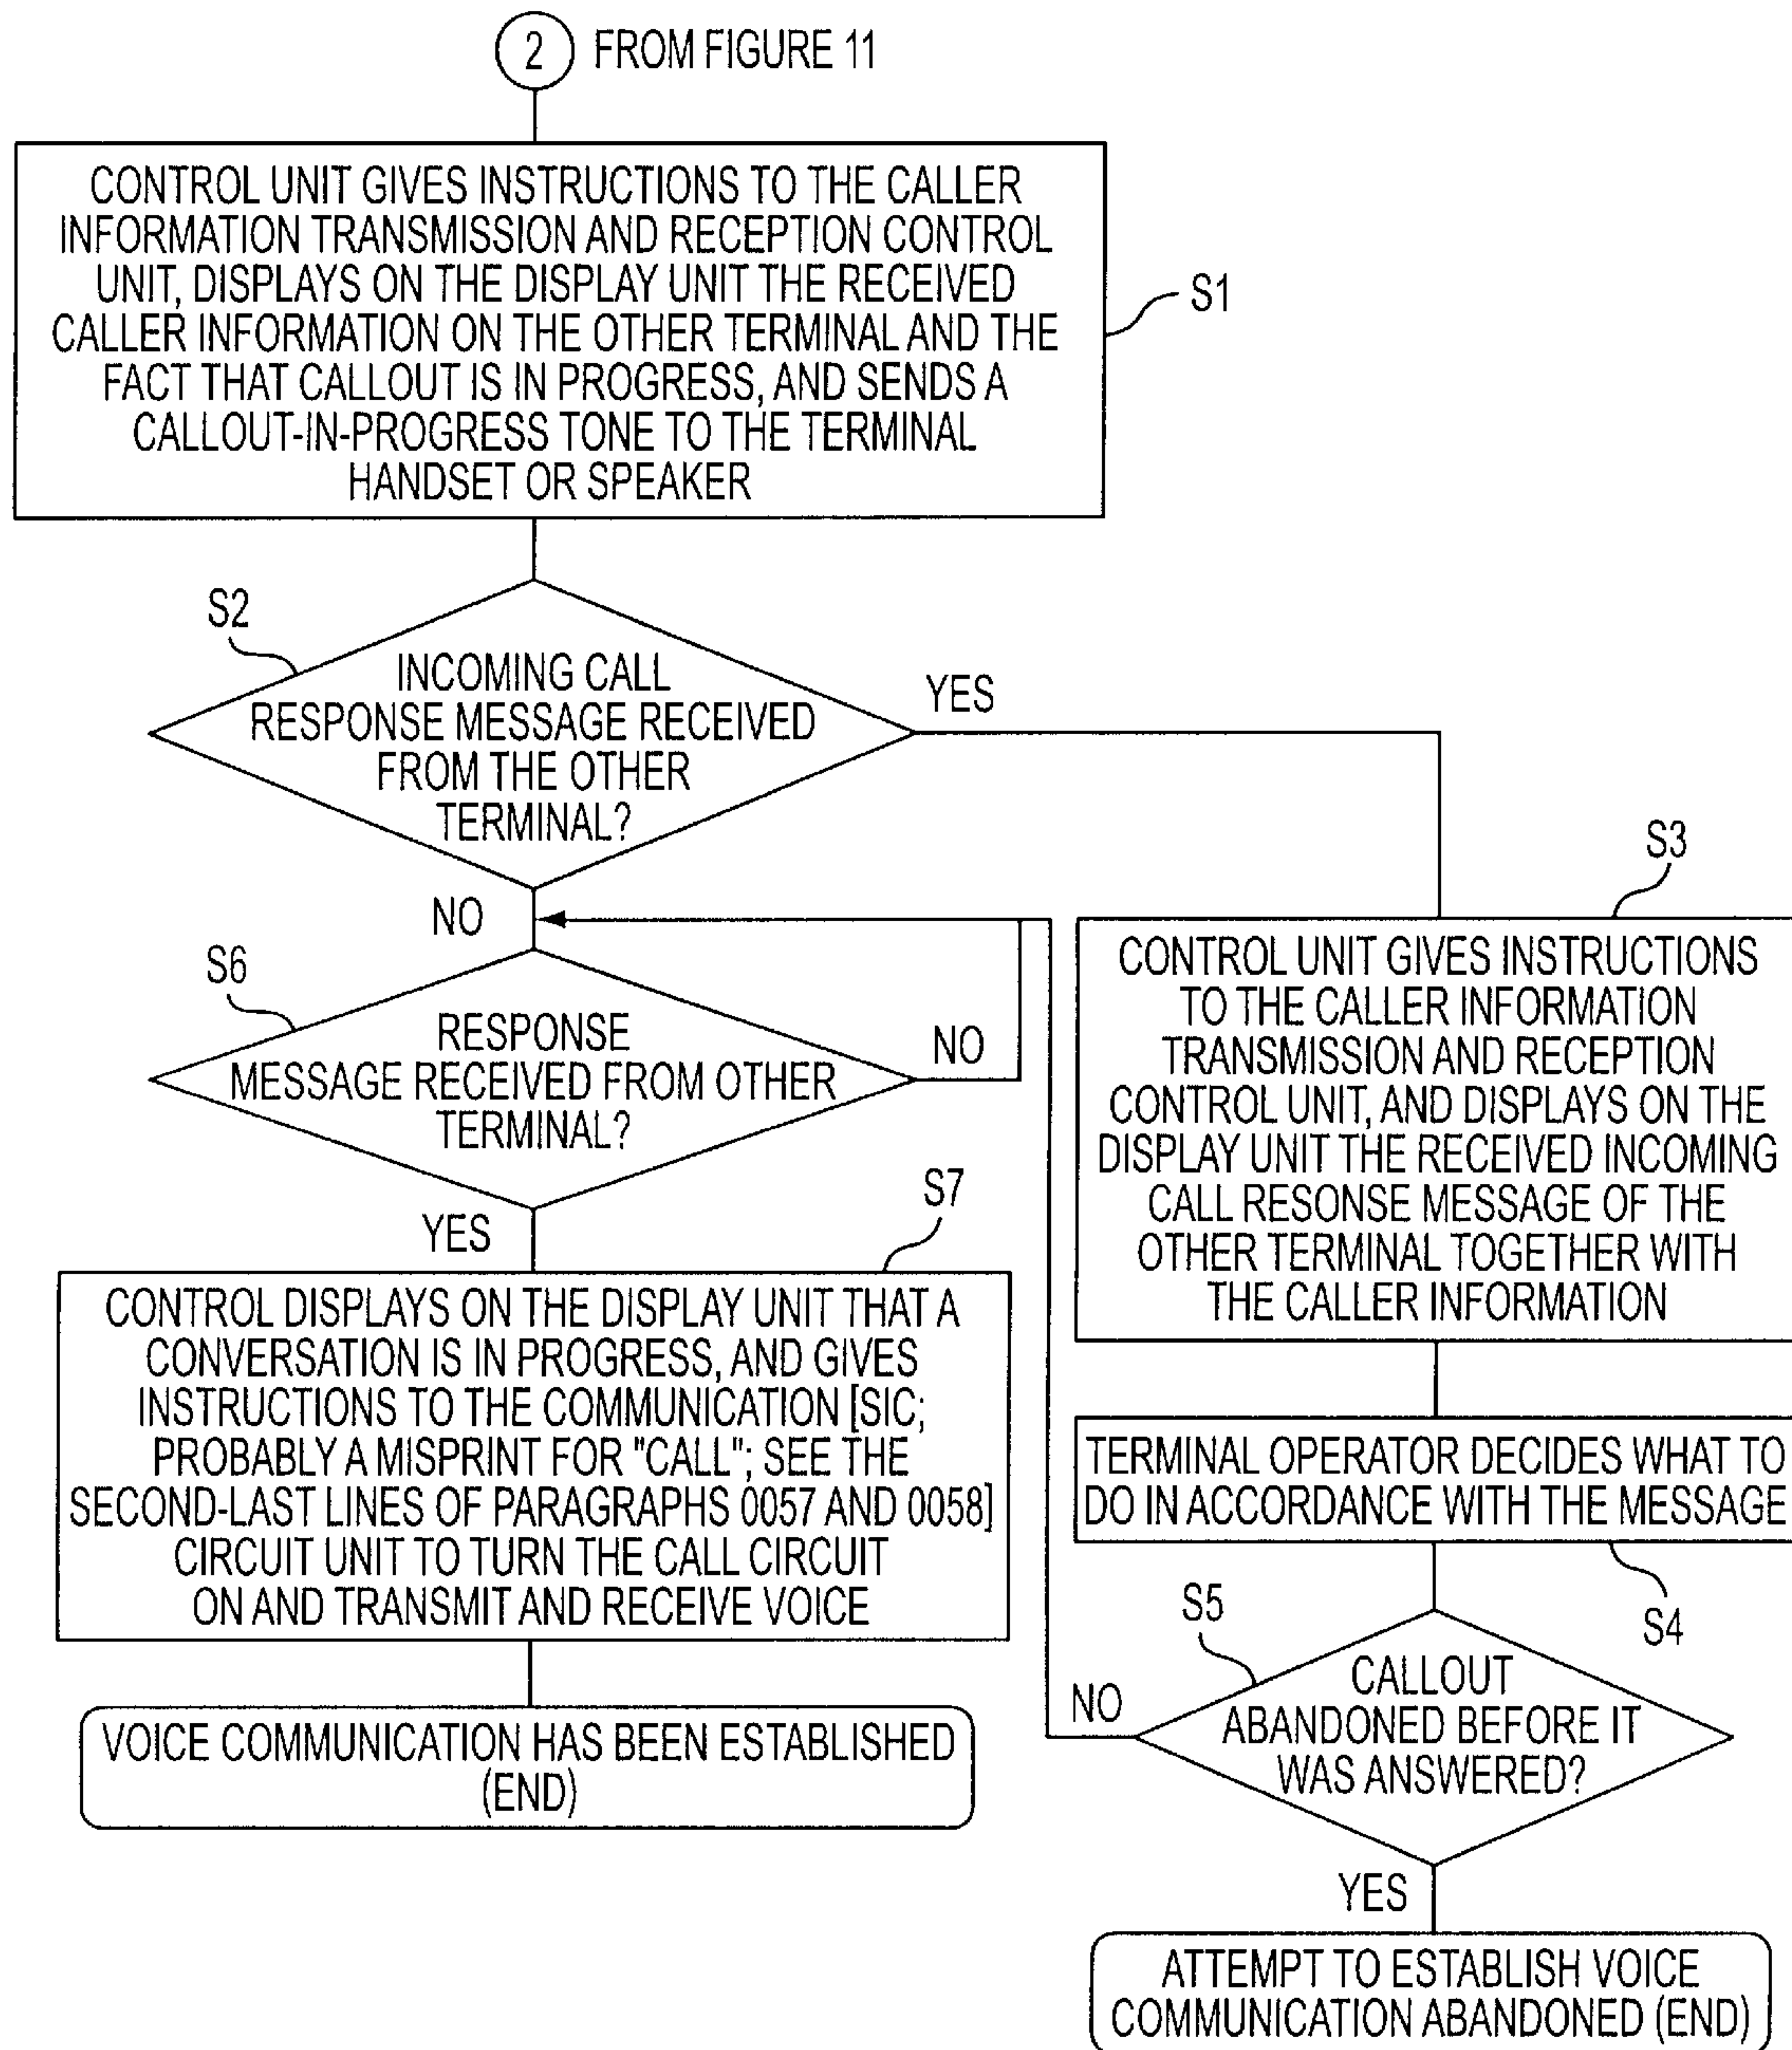 2 FROM FIGURE 11
CONTROL UNIT GIVES INSTRUCTIONS TO THE CALLER
INFORMATION TRANSMISSION AND RECEPTION CONTROL
UNIT, DISPLAYS ON THE DISPLAY UNIT THE RECEIVED
CALLER INFORMATION ON THE OTHER TERMINAL AND THE
FACT THAT CALLOUT IS IN PROGRESS, AND SENDS A
CALLOUT-IN-PROGRESS TONE TO THE TERMINAL
HANDSET OR SPEAKER
S1
S2
INCOMING CALL
RESPONSE MESSAGE RECEIVED
FROM THE OTHER
TERMINAL?
YES
NO
S3
CONTROL UNIT GIVES INSTRUCTIONS
TO THE CALLER INFORMATION
TRANSMISSION AND RECEPTION
CONTROL UNIT, AND DISPLAYS ON THE
DISPLAY UNIT THE RECEIVED INCOMING
CALL RESONSE MESSAGE OF THE
OTHER TERMINAL TOGETHER WITH
THE CALLER INFORMATION
TERMINAL OPERATOR DECIDES WHAT TO
DO IN ACCORDANCE WITH THE MESSAGE
S4
S5
CALLOUT
ABANDONED BEFORE IT
WAS ANSWERED?
NO
YES
ATTEMPT TO ESTABLISH VOICE
COMMUNICATION ABANDONED (END)
S6
RESPONSE
MESSAGE RECEIVED FROM OTHER
TERMINAL?
NO
YES
S7
CONTROL DISPLAYS ON THE DISPLAY UNIT THAT A
CONVERSATION IS IN PROGRESS, AND GIVES
INSTRUCTIONS TO THE COMMUNICATION [SIC;
PROBABLY A MISPRINT FOR "CALL"; SEE THE
SECOND-LAST LINES OF PARAGRAPHS 0057 AND 0058]
CIRCUIT UNIT TO TURN THE CALL CIRCUIT
ON AND TRANSMIT AND RECEIVE VOICE
VOICE COMMUNICATION HAS BEEN ESTABLISHED
(END)